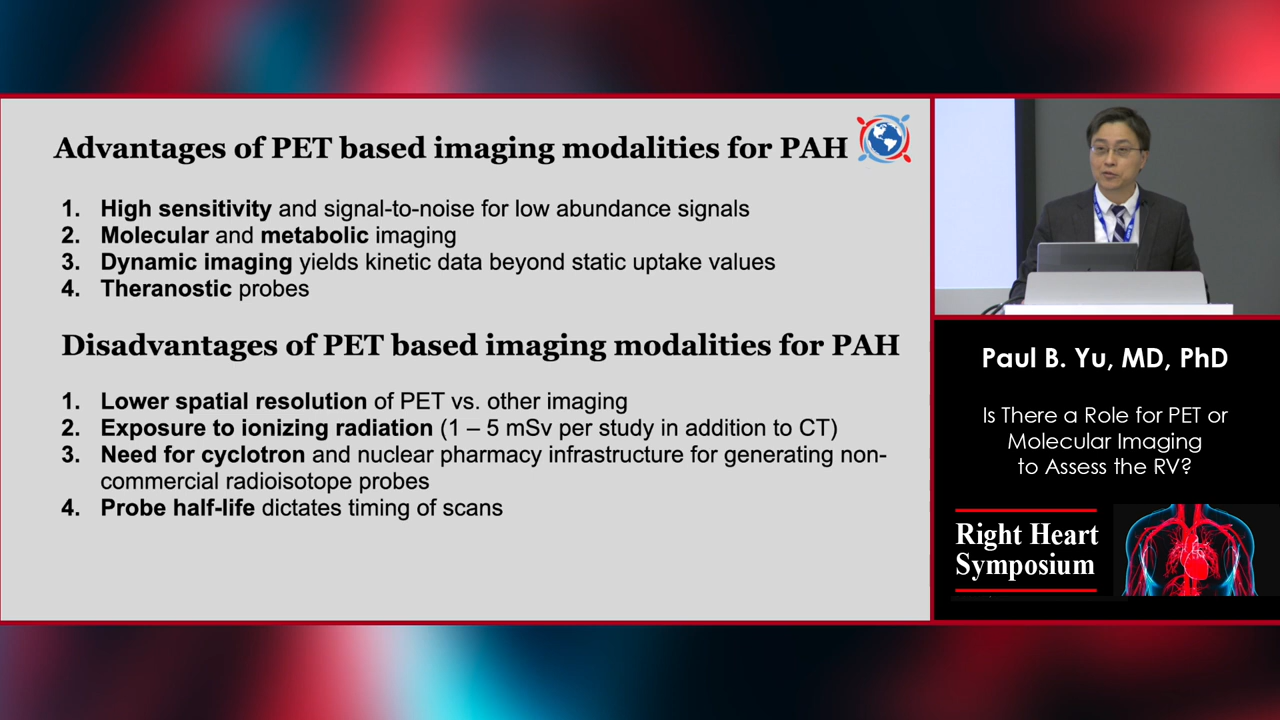 Advantages of PET based imaging modalities for PAH
1. High sensitivity and signal-to-noise for low abundance signals
2. Molecular and metabolic imaging
3. Dynamic imaging yields kinetic data beyond static uptake values
4. Theranostic probes
Disadvantages of PET based imaging modalities for PAH
1. Lower spatial resolution of PET vs. other imaging
2. Exposure to ionizing radiation (1 – 5 mSv per study in addition to CT)
3. Need for cyclotron and nuclear pharmacy infrastructure for generating non-
commercial radioisotope probes
4. Probe half-life dictates timing of scans
Paul B. Yu, MD, PhD
Is There a Role for PET or
Molecular Imaging
to Assess the RV?
Right Heart
Symposium